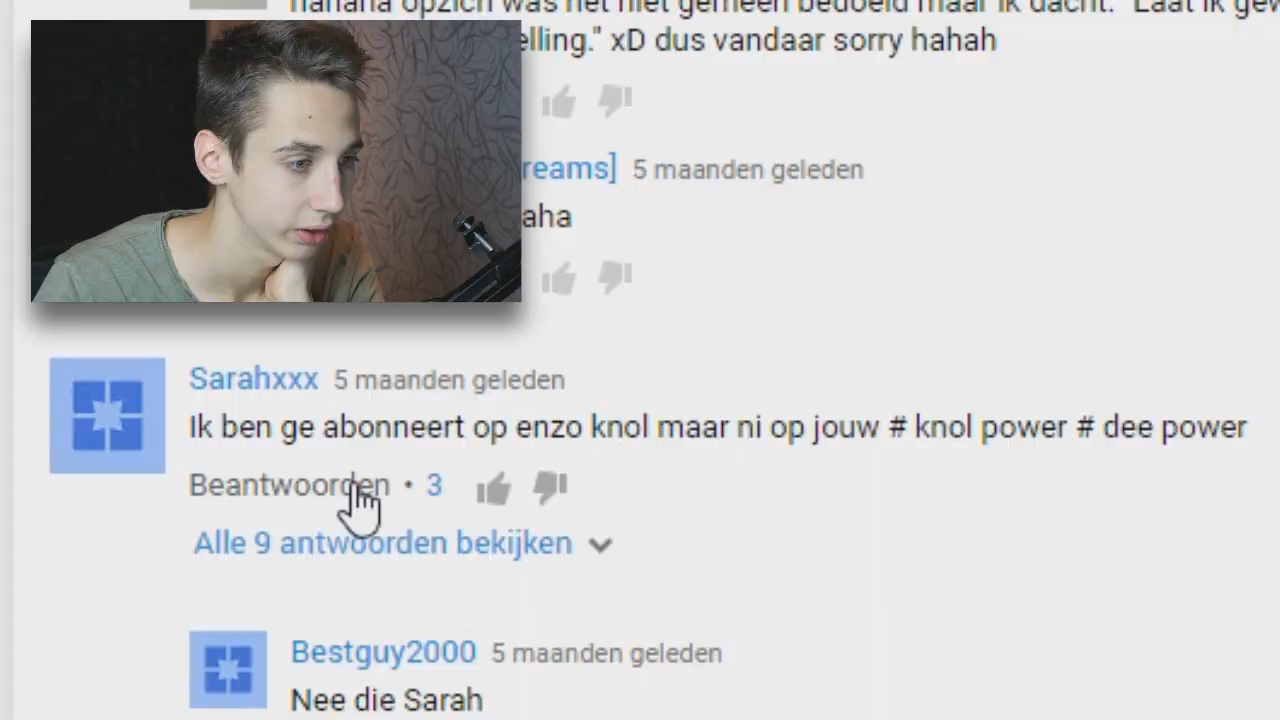 hahaha opzich was het niet gemeen bedoeld maar ik dacht: "Laat ik
elling." xD dus vandaar sorry hahah
reams] 5 maanden geleden
aha
Sarahxxx 5 maanden geleden
Ik ben ge abonneert op enzo knol maar ni op jouw # knol power # dee power
Beantwoorden • 3
Alle 9 antwoorden bekijken
Bestguy2000 5 maanden geleden
Nee die Sarah